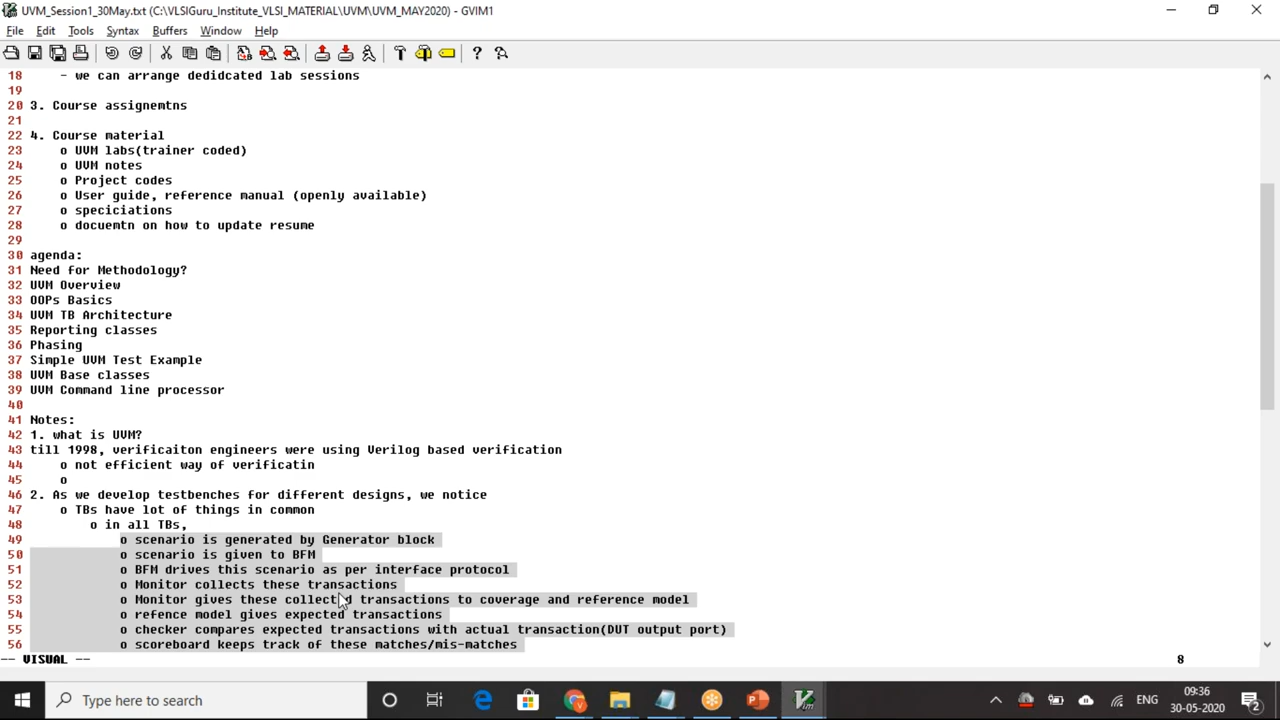 UVM_Session1_30May.txt (C:\VLSIGuru_Institute_VLSI_MATERIAL\UVM\UVM_MAY2020) - GVIM1
File Edit Tools Syntax Buffers Window Help
18 - we can arrange dedidcated lab sessions
19
20 3. Course assignemtns
21
22 4. Course material
23 o UVM labs(trainer coded)
24 o UVM notes
25 o Project codes
26 o User guide, reference manual (openly available)
27 o speciciations
28 o docuemtn on how to update resume
29
30 agenda:
31 Need for Methodology?
32 UVM Overview
33 OOPs Basics
34 UVM TB Architecture
35 Reporting classes
36 Phasing
37 Simple UVM Test Example
38 UVM Base classes
39 UVM Command line processor
40
41 Notes:
42 1. what is UVM?
43 till 1998, verificaiton engineers were using Verilog based verification
44 o not efficient way of verificatin
45 o
46 2. As we develop testbenches for different designs, we notice
47 o TBs have lot of things in common
48 o in all TBs,
49 o scenario is generated by Generator block
50 o scenario is given to BFM
51 o BFM drives this scenario as per interface protocol
52 o Monitor collects these transactions
53 o Monitor gives these collected transactions to coverage and reference model
54 o refence model gives expected transactions
55 o checker compares expected transactions with actual transaction(DUT output port)
56 o scoreboard keeps track of these matches/mis-matches
-- VISUAL -- 8
Type here to search
ENG
09:36
30-05-2020
2